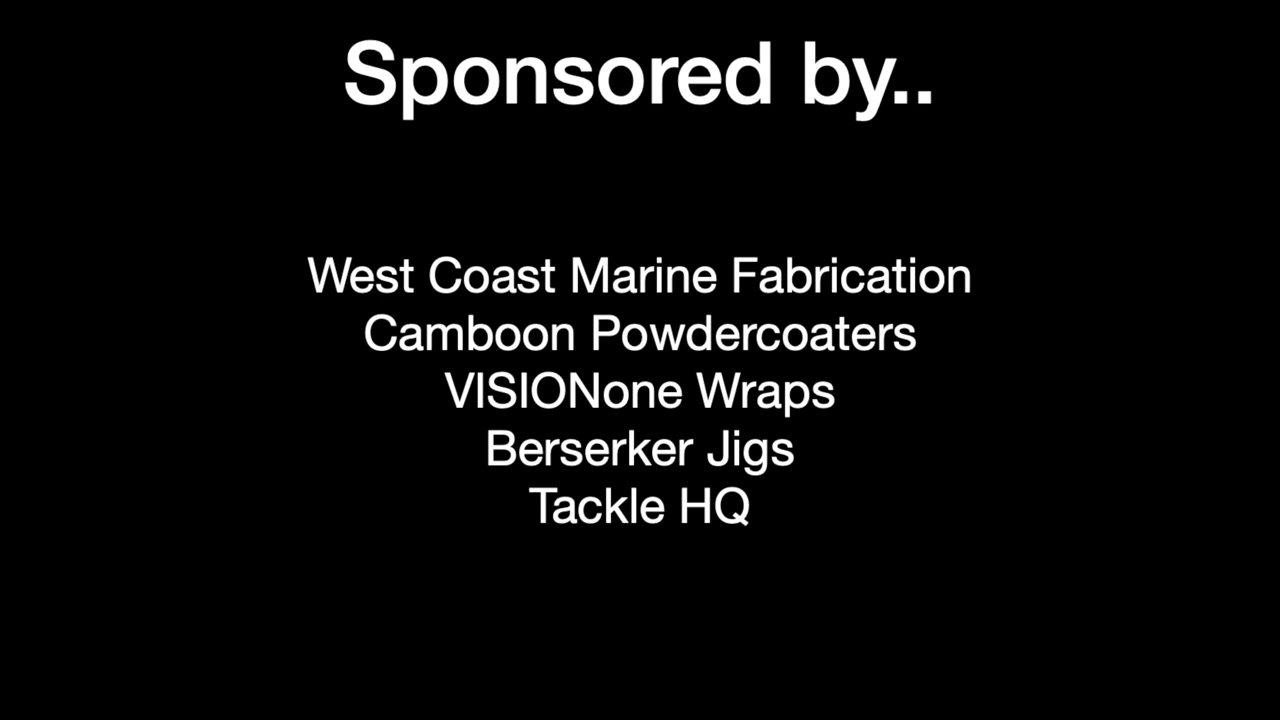 Sponsored by..
West Coast Marine Fabrication
Camboon Powdercoaters
VISIONone Wraps
Berserker Jigs
Tackle HQ